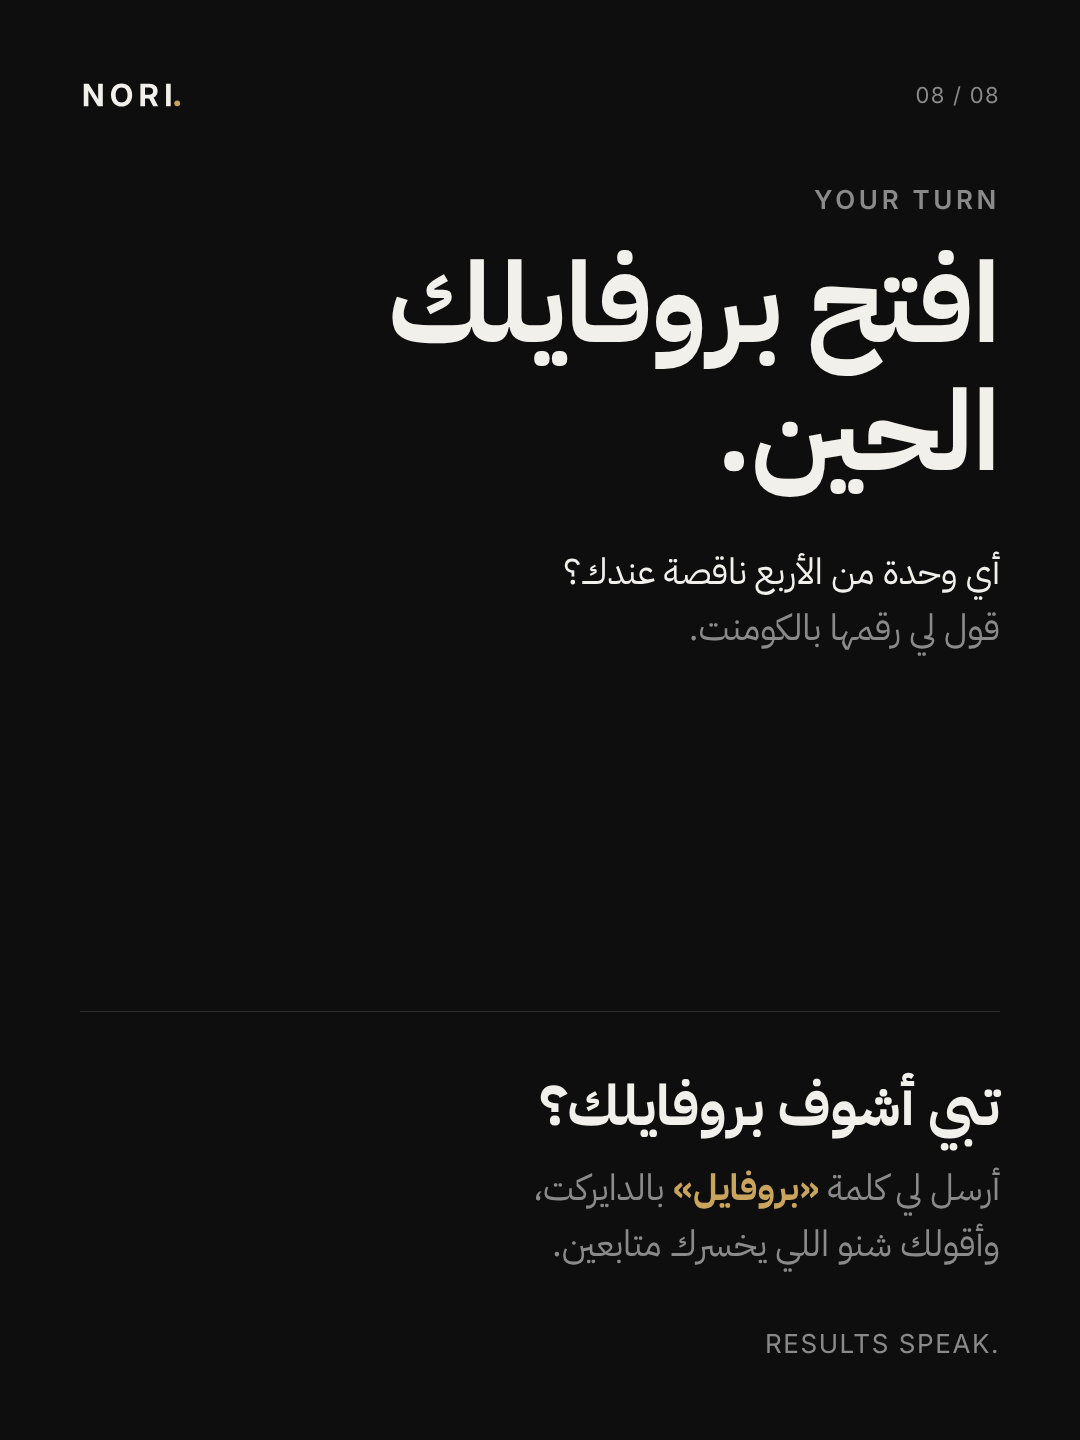 NORI.
08 / 08
YOUR TURN
افتح بروفايلك
الحين.
أي وحدة من الأربع ناقصة عندك؟
قول لي رقمها بالكومنت.
تبي أشوف بروفايلك؟
أرسل لي كلمة «بروفايل» بالدايركت،
وأقولك شنو اللي يخسرك متابعين.
RESULTS SPEAK.